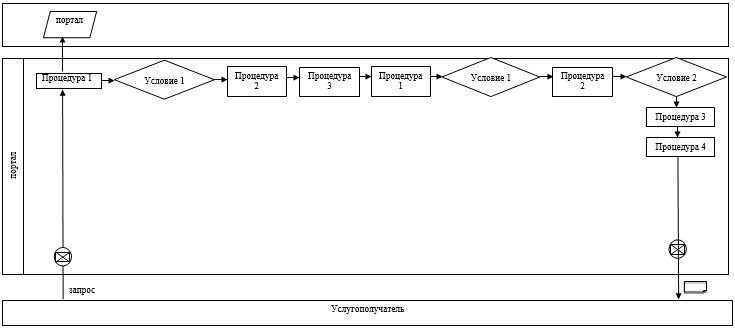 портал
Процедура 1
Условие 1
Процедура
2
Процедура
3
Процедура
1
Условие 1
Процедура
2
Условие 2
Процедура 3
Процедура 4
портал
запрос
Услугополучатель